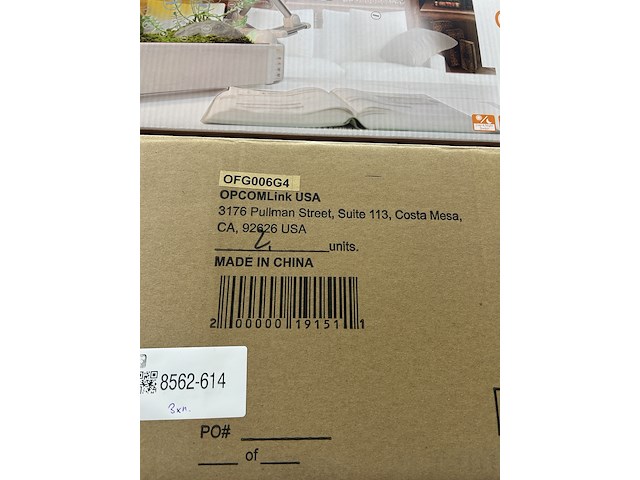 OFG006G4
OPCOMLink USA
3176 Pullman Street, Suite 113, Costa Mesa,
CA, 92626 USA
2 units.
MADE IN CHINA
2 00000 19151 1
8562-614
3xn.
PO#
of